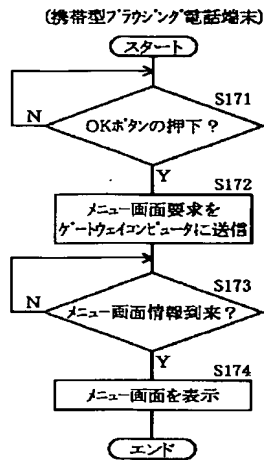 (携帯型ブラウジング電話端末)
スタート
S171
OKボタンの押下？
N
Y
S172
メニュー画面要求を
ゲートウェイコンピュータに送信
S173
N
メニュー画面情報到来？
Y
S174
メニュー画面を表示
エンド